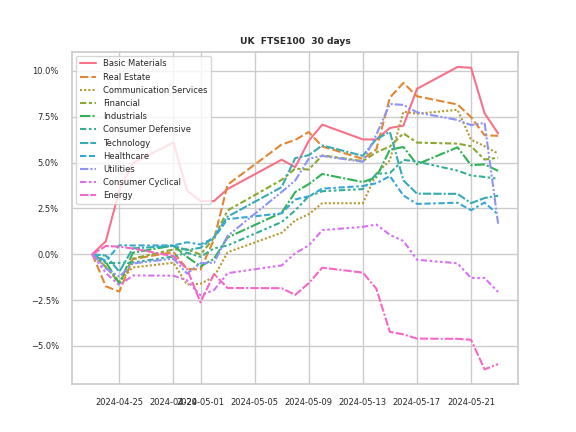 UK FTSE100 30 days
10.0%
7.5%
5.0%
2.5%
0.0%
−2.5%
−5.0%
Basic Materials
Real Estate
Communication Services
Financial
Industrials
Consumer Defensive
Technology
Healthcare
Utilities
Consumer Cyclical
Energy
2024-04-25 2024-04-29 2024-05-01 2024-05-05 2024-05-09 2024-05-13 2024-05-17 2024-05-21